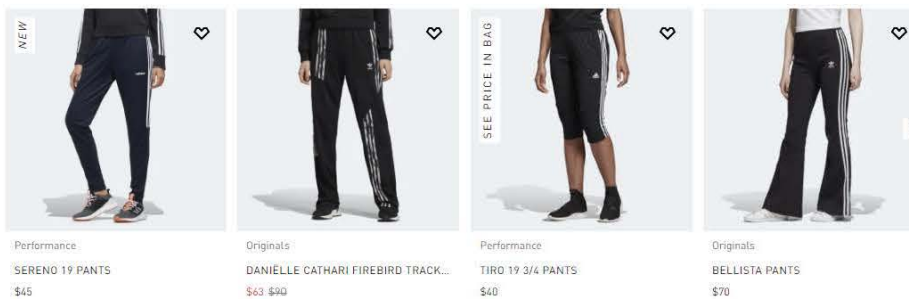 NEW
SEE PRICE IN BAG
Performance
SERENO 19 PANTS
$45
Originals
DANIËLLE CATHARI FIREBIRD TRACK...
$63 $90
Performance
TIRO 19 3/4 PANTS
$40
Originals
BELLISTA PANTS
$70